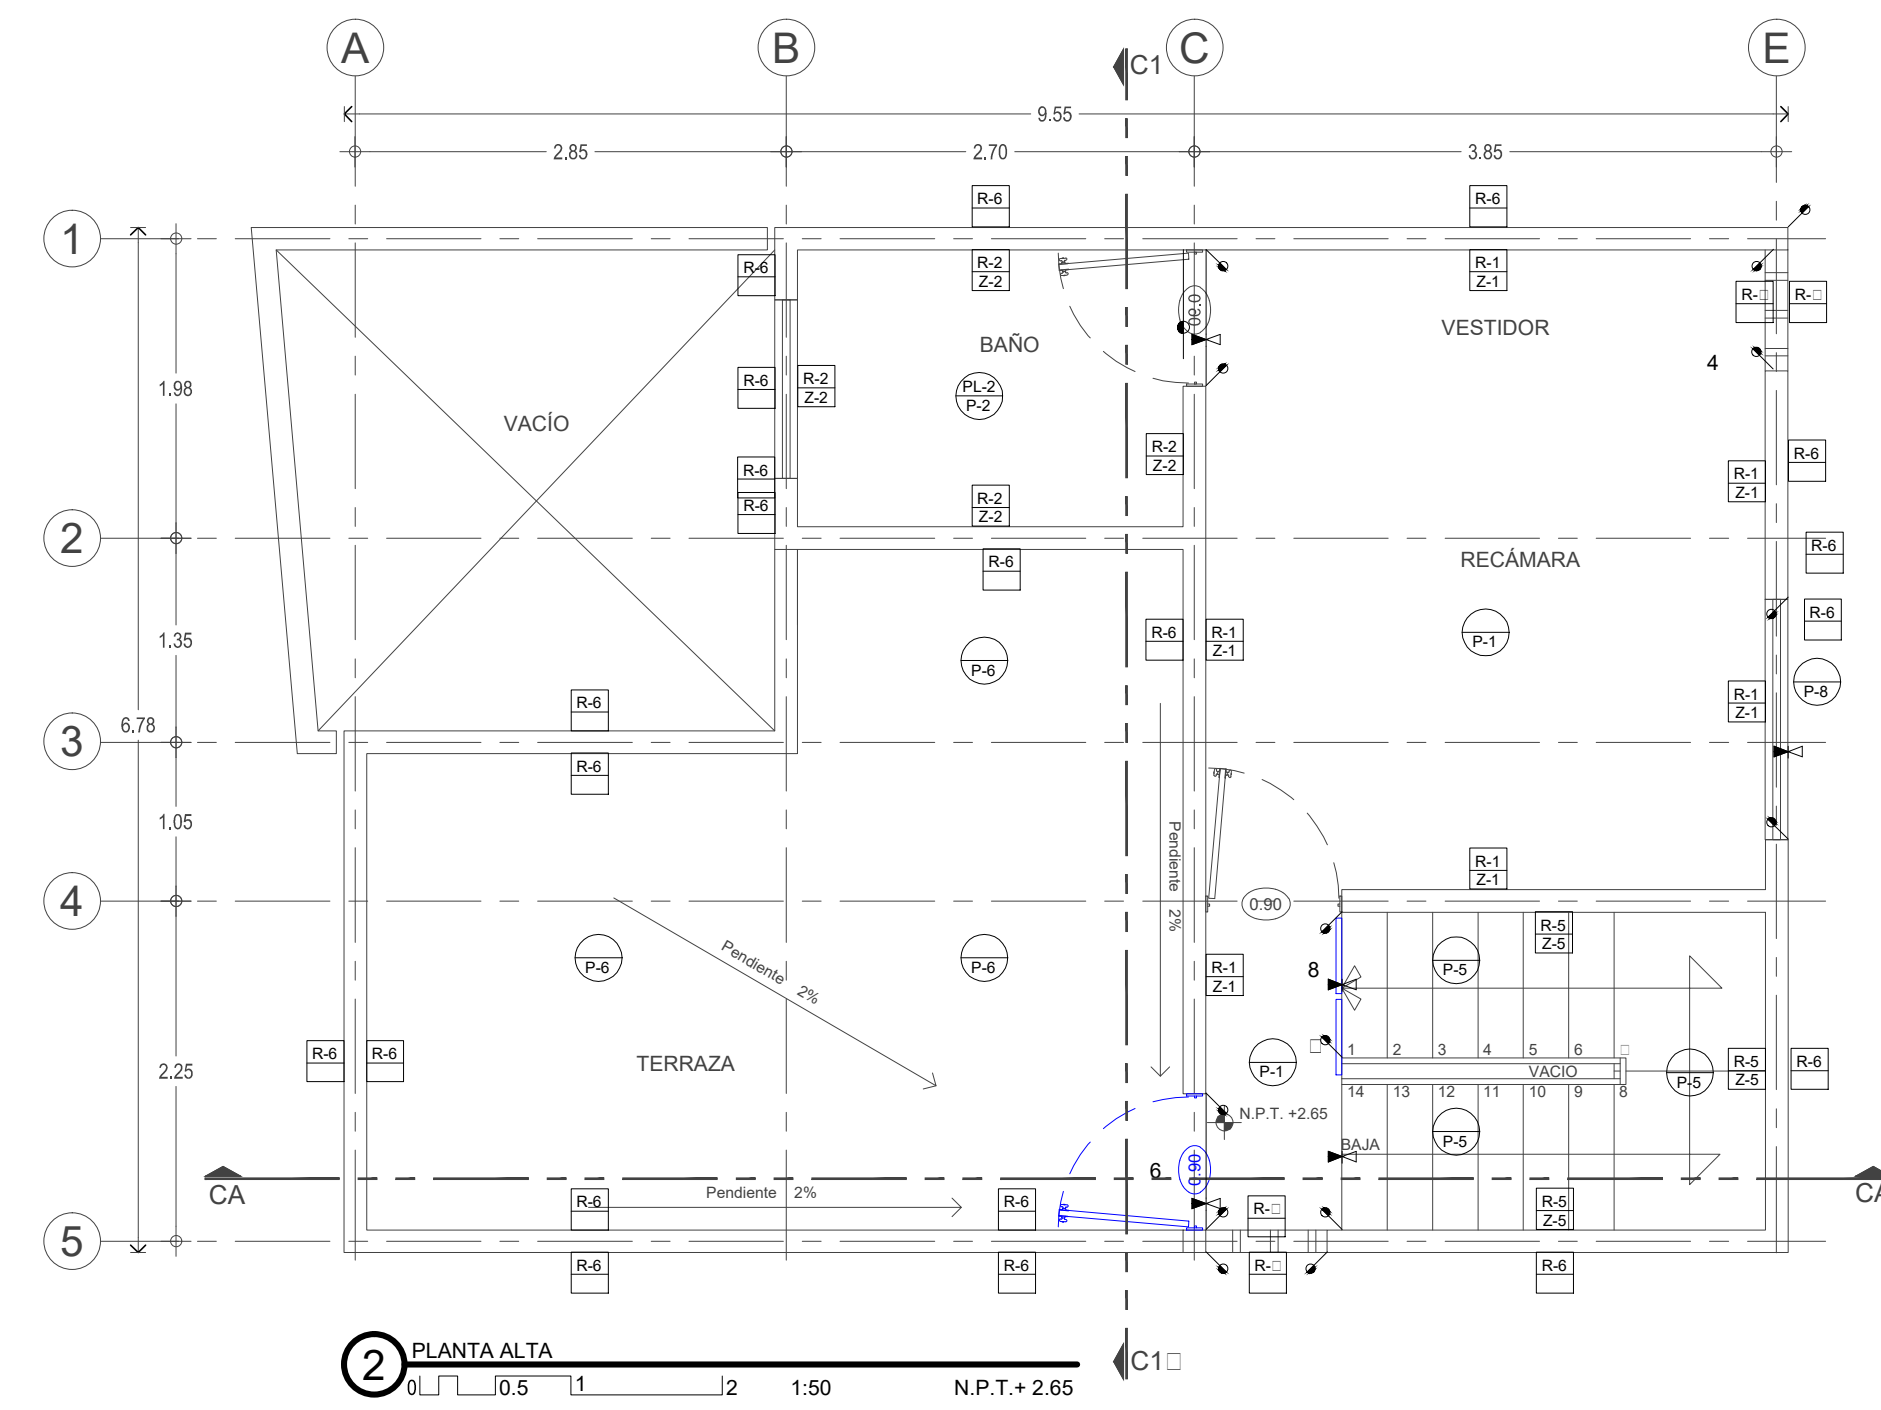 A
B
C
E
C1
9.55
2.85
2.70
3.85
R-6
R-6
1
R-6
R-2
Z-2
R-1
Z-1
R-
R-
0.90
VESTIDOR
BAÑO
4
1.98
R-6
R-2
Z-2
PL-2
P-2
VACÍO
R-2
Z-2
R-6
R-6
R-1
Z-1
R-6
R-6
R-2
Z-2
2
R-6
R-6
RECÁMARA
1.35
R-6
R-1
Z-1
P-1
R-6
P-6
P-8
R-6
R-1
Z-1
6.78
3
R-6
1.05
Pendiente 2%
R-1
Z-1
4
0.90
R-5
Z-5
P-6
Pendiente 2%
P-6
R-1
Z-1
8
P-5
R-6
R-6
TERRAZA
2.25
P-1
1 2 3 4 5 6
VACIO
14 13 12 11 10 9 8
P-5
R-5
Z-5
R-6
N.P.T. +2.65
P-5
BAJA
6
0.90
CA
CA
Pendiente 2%
R-6
R-6
R-
R-5
Z-5
5
R-6
R-6
R-
R-6
2
PLANTA ALTA
0 0.5 1 2 1:50 N.P.T.+ 2.65
C1